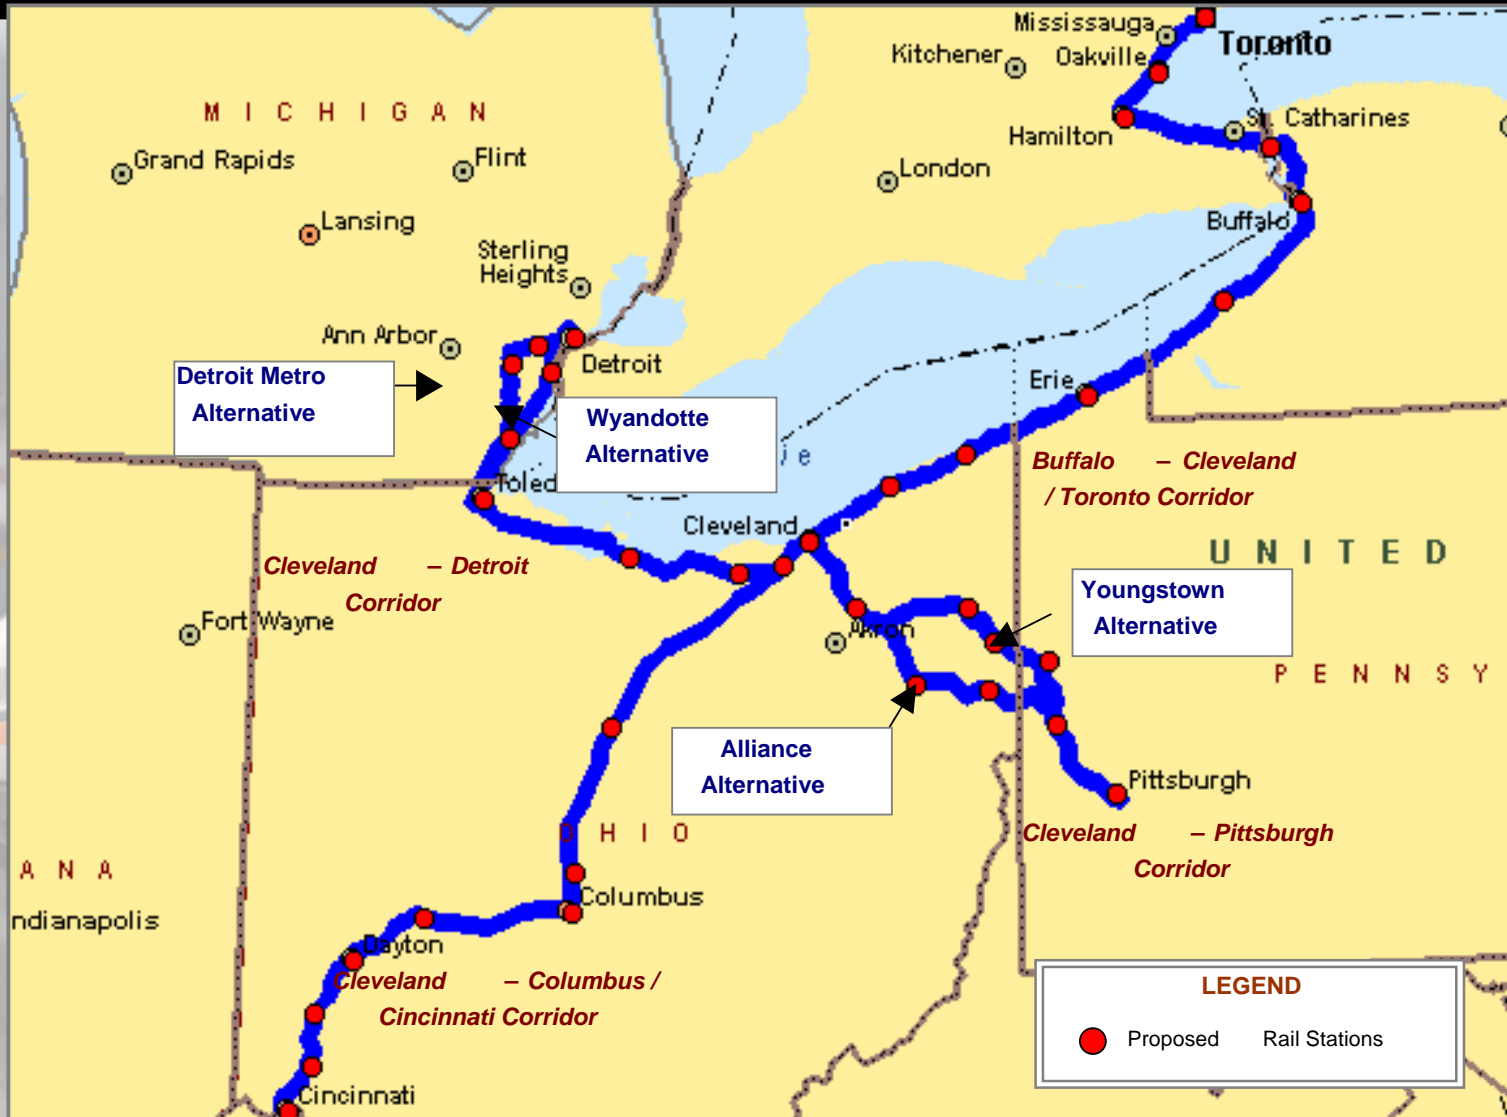 Mississauga
Toronto
Kitchener
Oakville
MICHIGAN
Hamilton
St. Catharines
Grand Rapids
Flint
London
Lansing
Buffalo
Sterling
Heights
Ann Arbor
Detroit
Detroit Metro
Alternative
Erie
Wyandotte
Alternative
Buffalo – Cleveland
/ Toronto Corridor
Toled
Cleveland
UNITED
Cleveland – Detroit
Corridor
Youngstown
Alternative
Fort Wayne
Akron
PENNSY
Alliance
Alternative
Pittsburgh
OHIO
Cleveland – Pittsburgh
Corridor
ANA
Columbus
ndianapolis
Dayton
Cleveland – Columbus /
Cincinnati Corridor
LEGEND
Proposed Rail Stations
Cincinnati